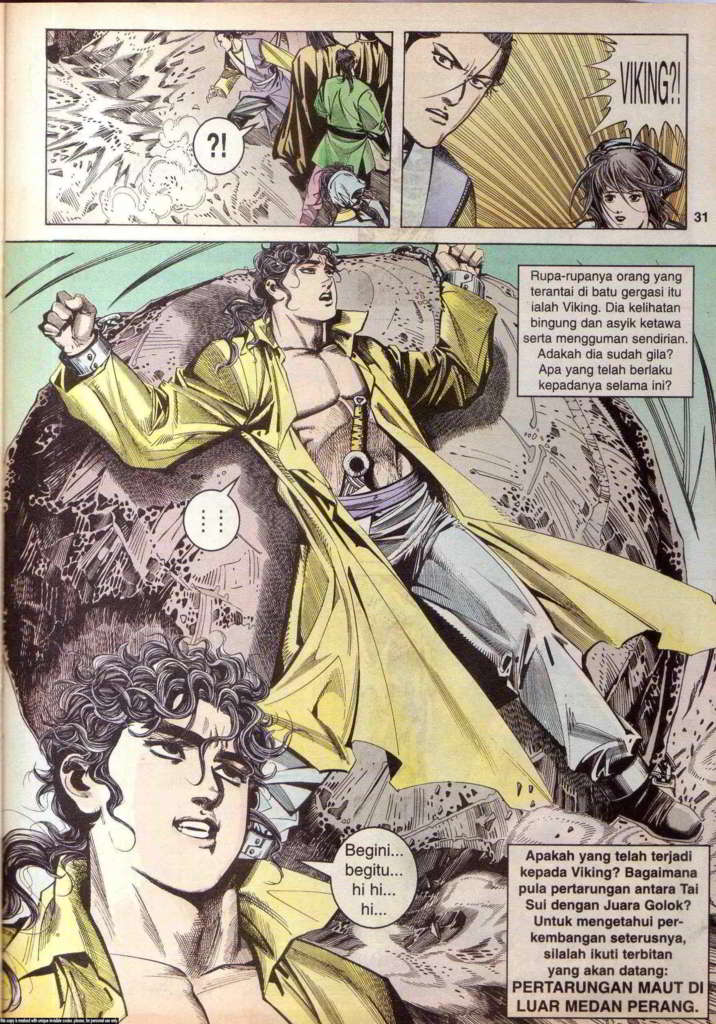 ?!
VIKING?!
31
Rupa-rupanya orang yang
terantai di batu gergasi itu
ialah Viking. Dia kelihatan
bingung dan asyik ketawa
serta mengguman sendirian.
Adakah dia sudah gila?
Apa yang telah berlaku
kepadanya selama ini?
Begini...
begitu...
hi hi...
hi...
Apakah yang telah terjadi
kepada Viking? Bagaimana
pula pertarungan antara Tai
Sui dengan Juara Golok?
Untuk mengetahui per-
kembangan seterusnya,
silalah ikuti terbitan
yang akan datang:
PERTARUNGAN MAUT DI
LUAR MEDAN PERANG.